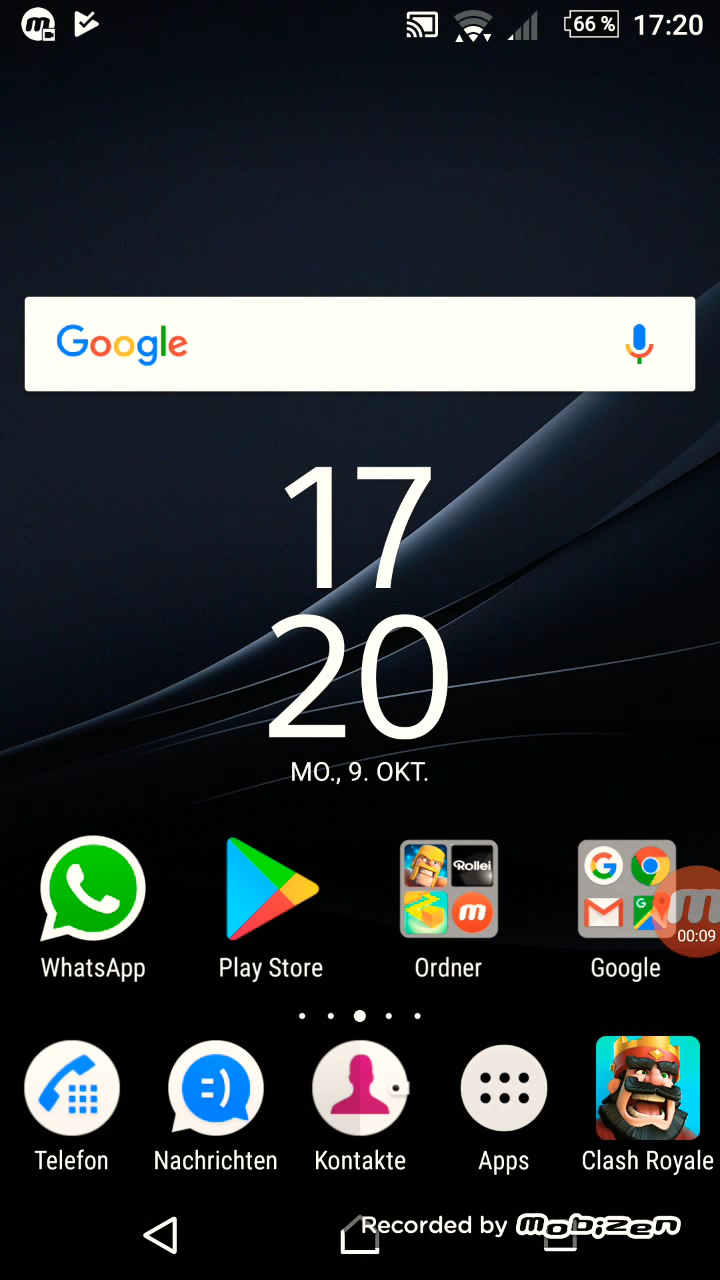 66 % 17:20
Google
17
20
MO., 9. OKT.
Rollei
00:09
WhatsApp Play Store Ordner Google
Telefon Nachrichten Kontakte Apps Clash Royale
Recorded by mobizen